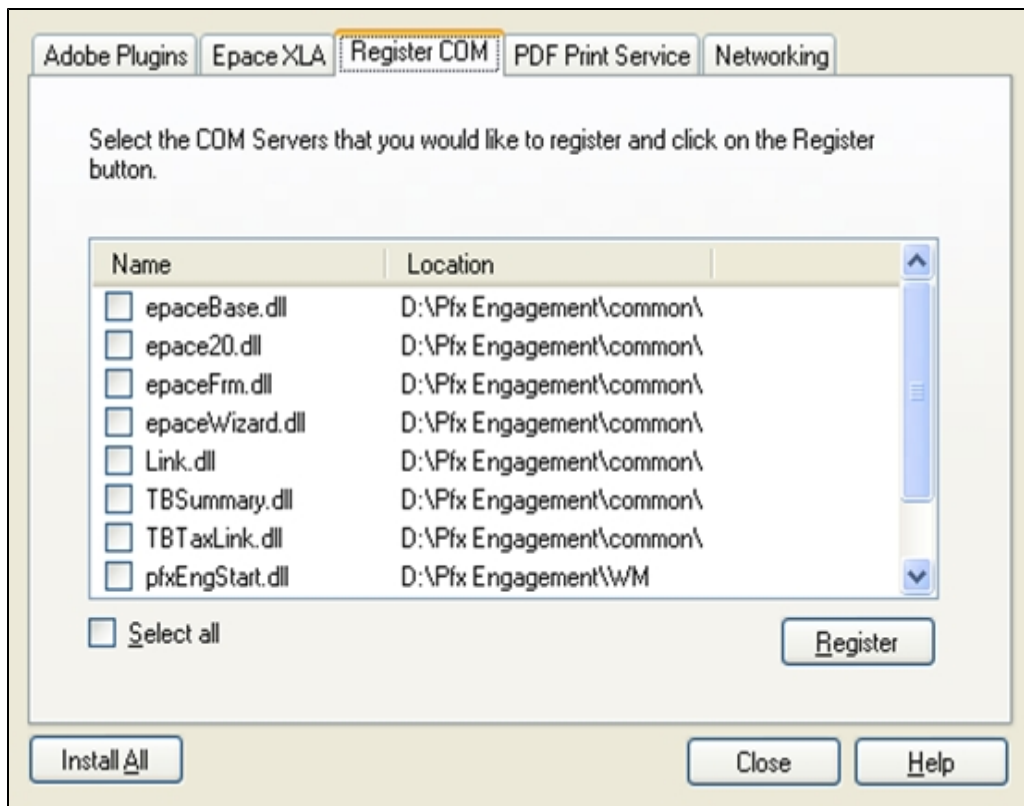 Adobe Plugins Epace XLA Register COM PDF Print Service Networking
Select the COM Servers that you would like to register and click on the Register
button.
Name Location
epaceBase.dll D:\Pfx Engagement\common\
epace20.dll D:\Pfx Engagement\common\
epaceFrm.dll D:\Pfx Engagement\common\
epaceWizard.dll D:\Pfx Engagement\common\
Link.dll D:\Pfx Engagement\common\
TBSummary.dll D:\Pfx Engagement\common\
TBTaxLink.dll D:\Pfx Engagement\common\
pfxEngStart.dll D:\Pfx Engagement\WM
Select all Register
Install All Close Help